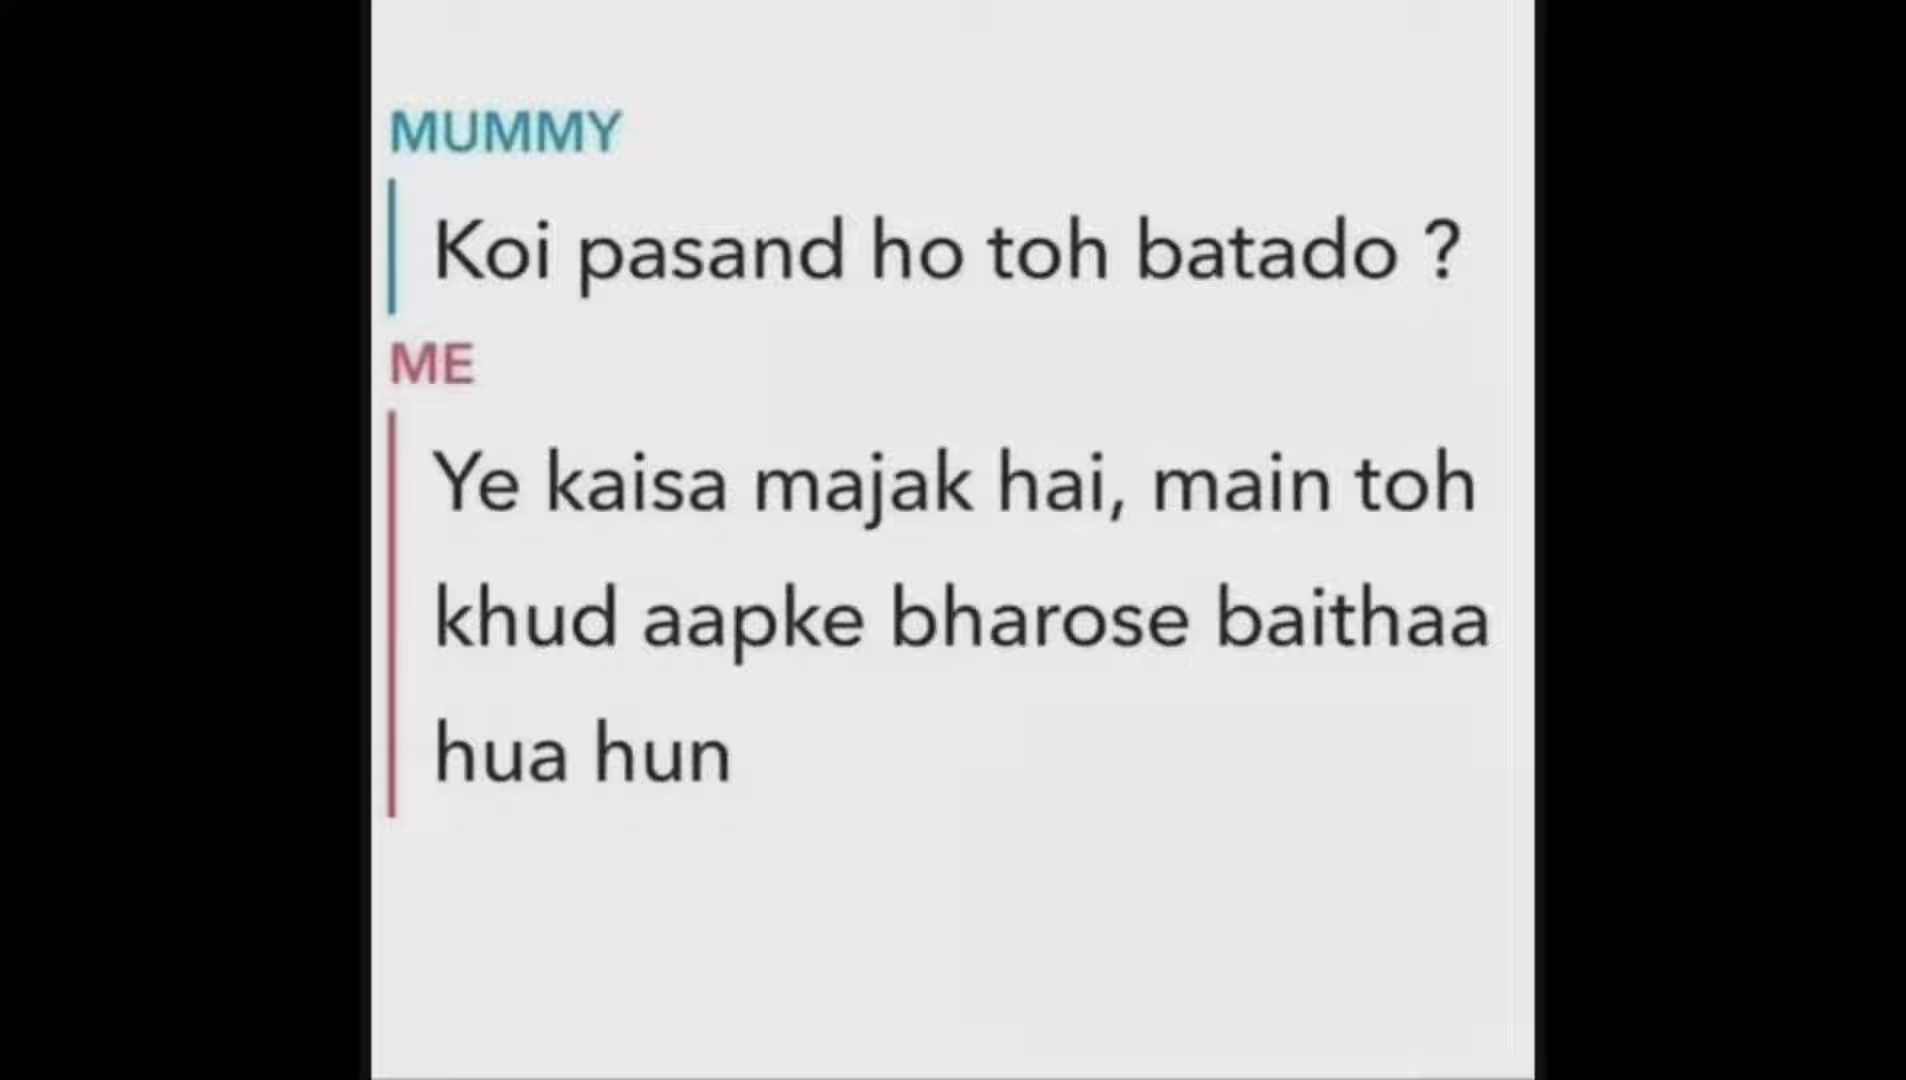 MUMMY
Koi pasand ho toh batado ?
ME
Ye kaisa majak hai, main toh
khud aapke bharose baithaa
hua hun